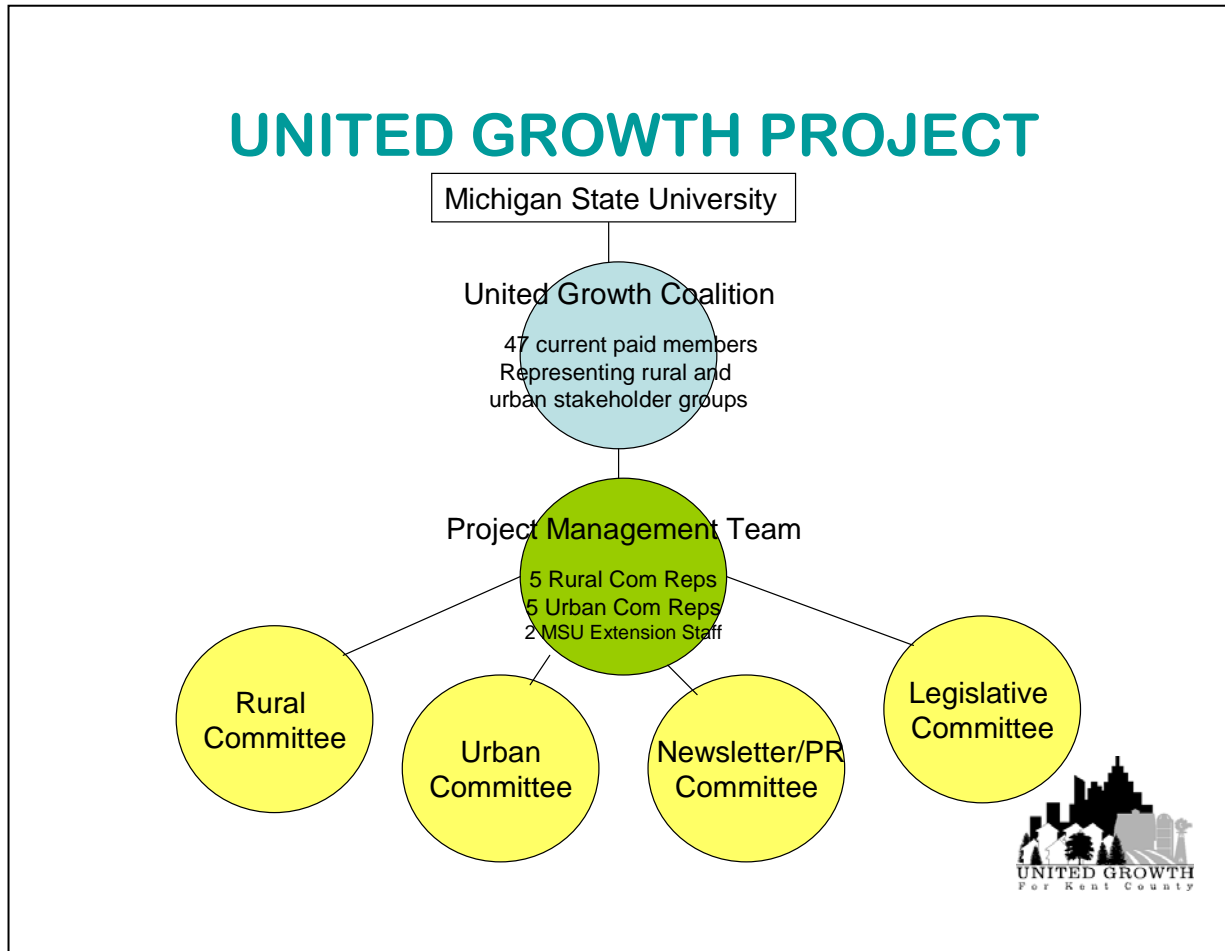 UNITED GROWTH PROJECT
Michigan State University
United Growth Coalition
47 current paid members
Representing rural and
urban stakeholder groups
Project Management Team
5 Rural Com Reps
5 Urban Com Reps
2 MSU Extension Staff
Rural
Committee
Urban
Committee
Newsletter/PR
Committee
Legislative
Committee
UNITED GROWTH
For Kent County